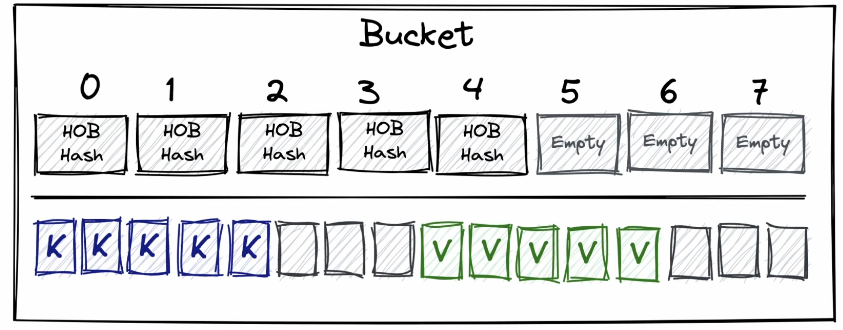 Bucket
0 1 2 3 4 5 6 7
HOB HOB HOB HOB HOB
Hash Hash Hash Hash Hash Empty Empty Empty
K K K K K V V V V V